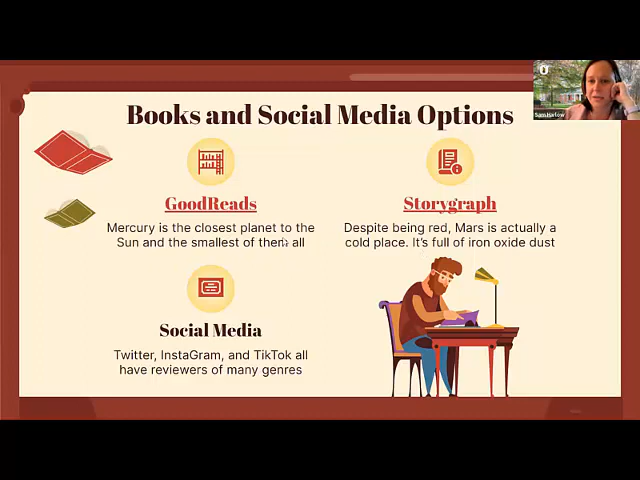 Books and Social Media Options
GoodReads
Mercury is the closest planet to the
Sun and the smallest of them all
Storygraph
Despite being red, Mars is actually a
cold place. It's full of iron oxide dust
Social Media
Twitter, InstaGram, and TikTok all
have reviewers of many genres
Sam Harlow